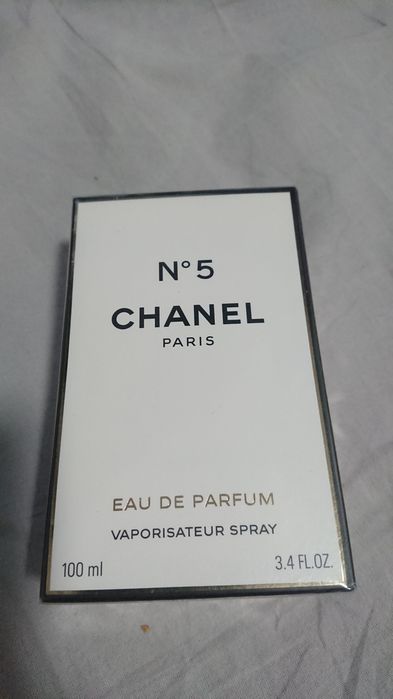 N°5
CHANEL
PARIS
EAU DE PARFUM
VAPORISATEUR SPRAY
100 ml
3.4 FL.OZ.